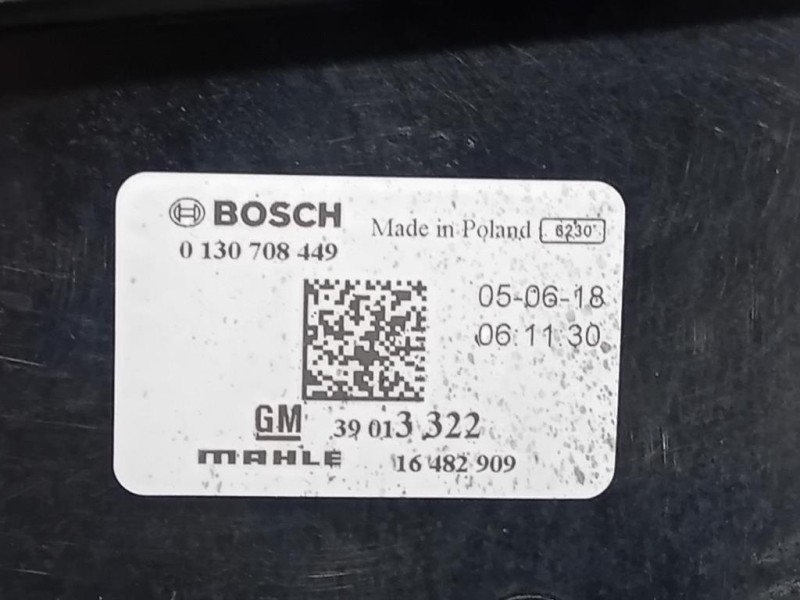 BOSCH Made in Poland 6230
0 130 708 449
05-06-18
06:11:30
GM 39 013 322
MAHLE 16 482 909